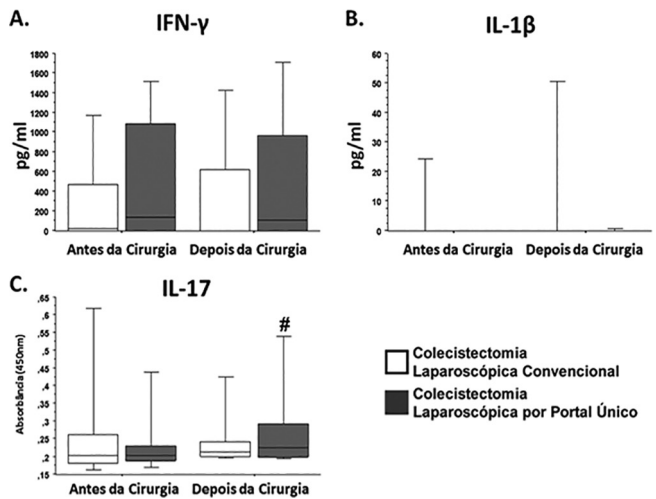 A.
IFN-γ
pg/ml
1800
1600
1400
1200
1000
800
600
400
200
0
Antes da Cirurgia
Depois da Cirurgia
B.
IL-1β
pg/ml
60
50
40
30
20
10
0
Antes da Cirurgia
Depois da Cirurgia
C.
IL-17
Absorbância (450nm)
,65
,6
,55
,5
,45
,4
,35
,3
,25
,2
,15
#
Antes da Cirurgia
Depois da Cirurgia
Colecistectomia
Laparoscópica Convencional
Colecistectomia
Laparoscópica por Portal Único